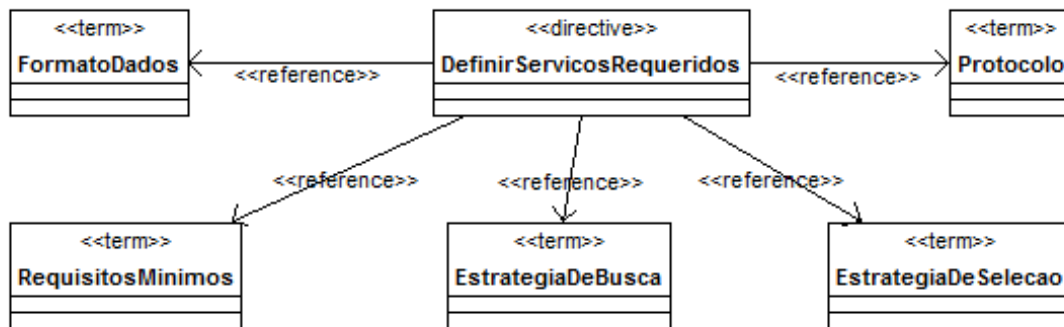 <<term>>
FormatoDados
<<directive>>
DefinirServicosRequeridos
<<term>>
Protocolo
<<reference>>
<<reference>>
<<reference>>
<<reference>>
<<reference>>
<<term>>
RequisitosMinimos
<<term>>
EstrategiaDeBusca
<<term>>
EstrategiaDeSelecao